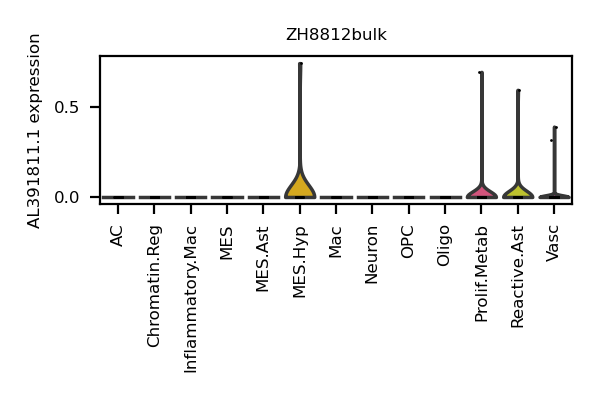 ZH8812bulk
AL391811.1 expression
0.5
0.0
AC
Chromatin.Reg
Inflammatory.Mac
MES
MES.Ast
MES.Hyp
Mac
Neuron
OPC
Oligo
Prolif.Metab
Reactive.Ast
Vasc